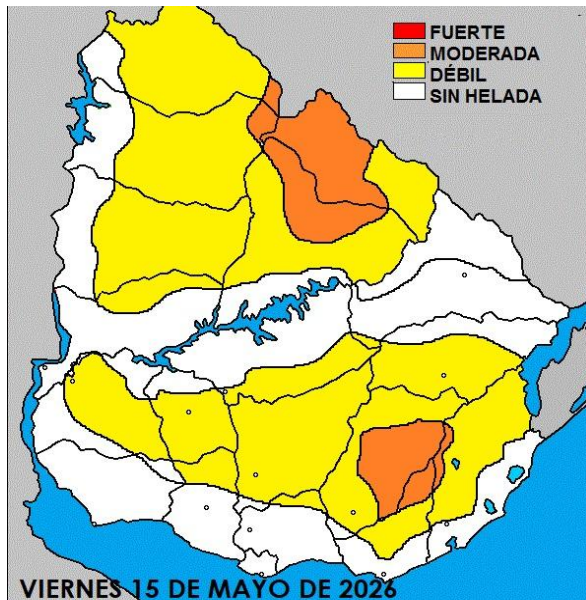 FUERTE
MODERADA
DÉBIL
SIN HELADA
VIERNES 15 DE MAYO DE 2026